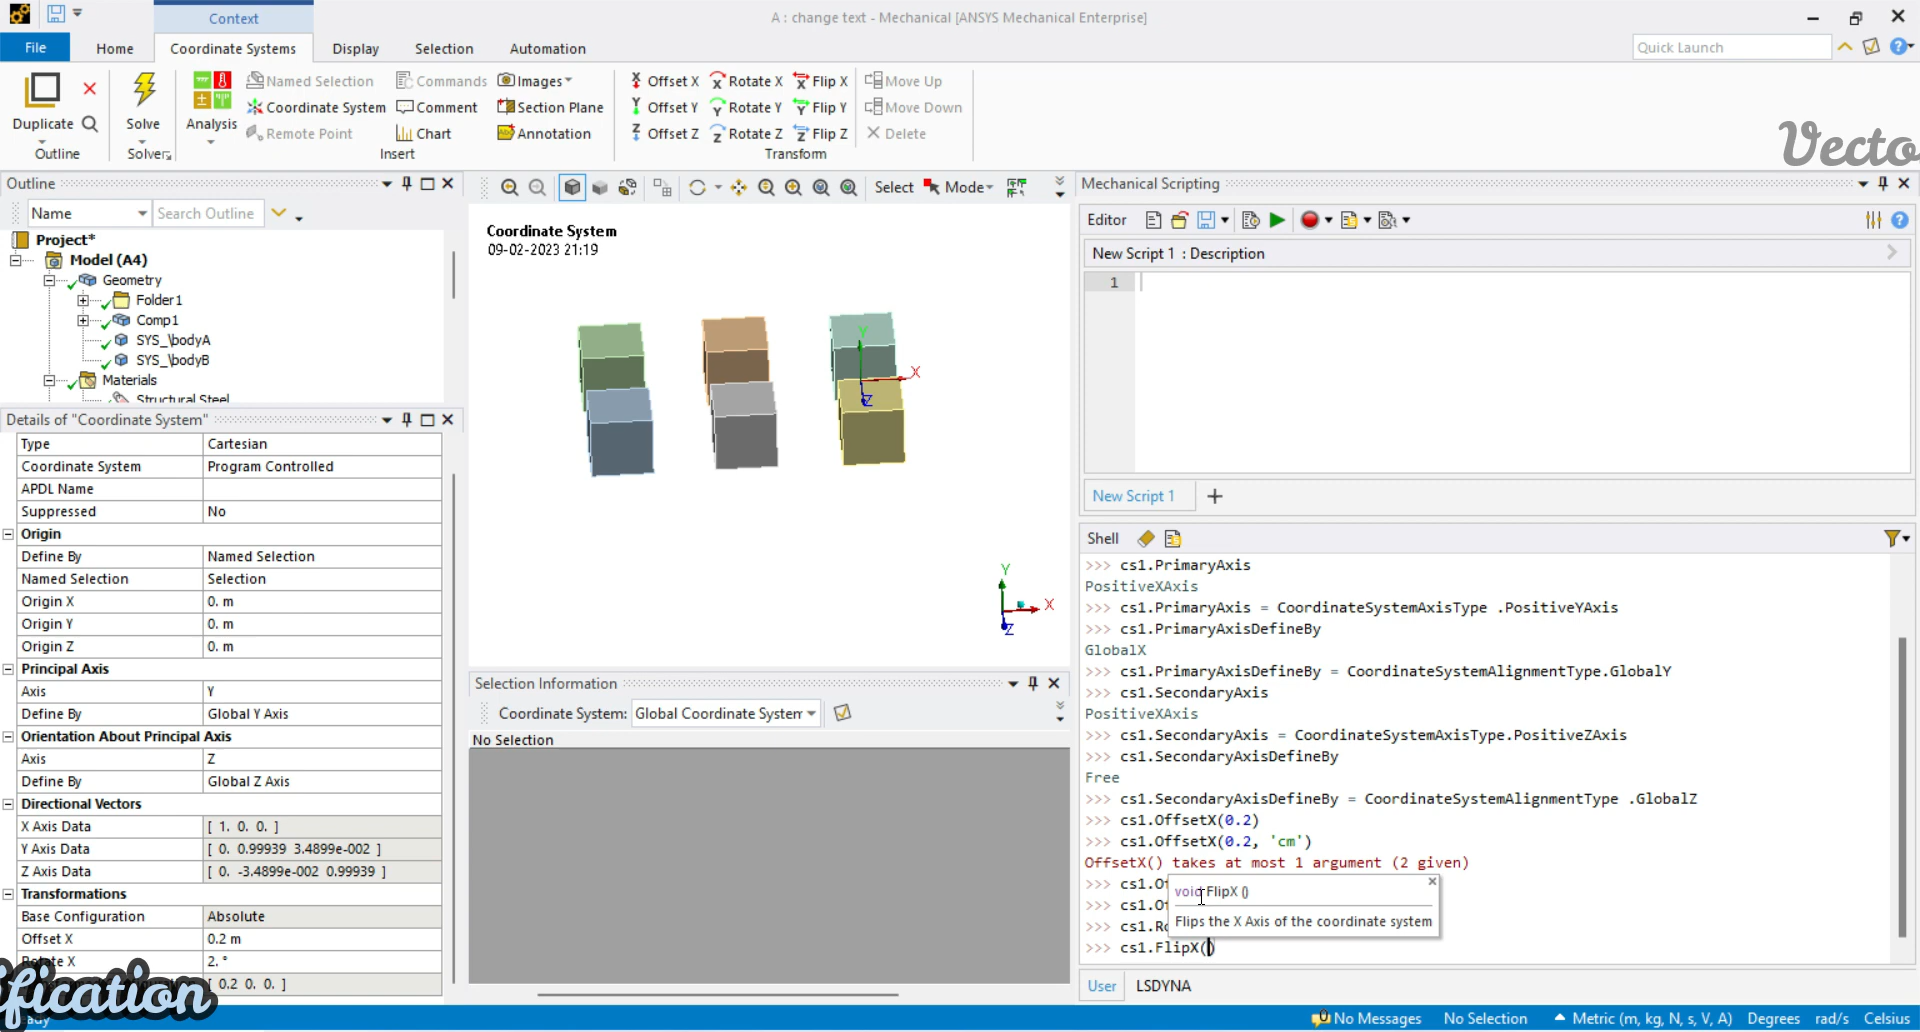 Context
A : change text - Mechanical [ANSYS Mechanical Enterprise]
File
Home
Coordinate Systems
Display
Selection
Automation
Quick Launch
Duplicate
Outline
Solve
Solver
Analysis
Named Selection
Commands
Images
Coordinate System
Comment
Section Plane
Remote Point
Chart
Annotation
Insert
Offset X
Rotate X
Flip X
Move Up
Offset Y
Rotate Y
Flip Y
Move Down
Offset Z
Rotate Z
Flip Z
Delete
Transform
Vecto
Outline
Name
Search Outline
Project*
Model (A4)
Geometry
Folder1
Comp1
SYS_\bodyA
SYS_\bodyB
Materials
Structural Steel
Details of "Coordinate System"
Type Cartesian
Coordinate System Program Controlled
APDL Name
Suppressed No
Origin
Define By Named Selection
Named Selection Selection
Origin X 0. m
Origin Y 0. m
Origin Z 0. m
Principal Axis
Axis Y
Define By Global Y Axis
Orientation About Principal Axis
Axis Z
Define By Global Z Axis
Directional Vectors
X Axis Data [ 1. 0. 0. ]
Y Axis Data [ 0. 0.99939 3.4899e-002 ]
Z Axis Data [ 0. -3.4899e-002 0.99939 ]
Transformations
Base Configuration Absolute
Offset X 0.2 m
Rotate X 2. °
[ 0.2 0. 0. ]
ification
Select
Mode
Coordinate System
09-02-2023 21:19
Y
X
Z
Y
X
Z
Selection Information
Coordinate System: Global Coordinate System
No Selection
Mechanical Scripting
Editor
New Script 1 : Description
1
New Script 1 +
Shell
>>> cs1.PrimaryAxis
PositiveXAxis
>>> cs1.PrimaryAxis = CoordinateSystemAxisType .PositiveYAxis
>>> cs1.PrimaryAxisDefineBy
GlobalX
>>> cs1.PrimaryAxisDefineBy = CoordinateSystemAlignmentType.GlobalY
>>> cs1.SecondaryAxis
PositiveXAxis
>>> cs1.SecondaryAxis = CoordinateSystemAxisType.PositiveZAxis
>>> cs1.SecondaryAxisDefineBy
Free
>>> cs1.SecondaryAxisDefineBy = CoordinateSystemAlignmentType .GlobalZ
>>> cs1.OffsetX(0.2)
>>> cs1.OffsetX(0.2, 'cm')
OffsetX() takes at most 1 argument (2 given)
>>> cs1.Of
void FlipX ()
>>> cs1.Of
Flips the X Axis of the coordinate system
>>> cs1.Ro
>>> cs1.FlipX()
User
LSDYNA
No Messages
No Selection
Metric (m, kg, N, s, V, A)
Degrees
rad/s
Celsius